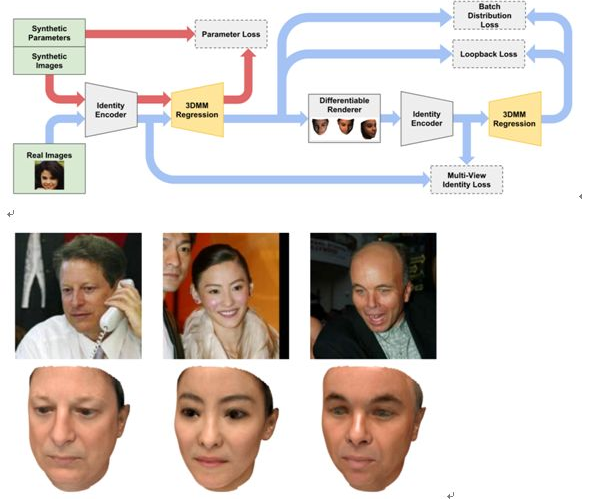 Synthetic
Parameters
Synthetic
Images
Parameter Loss
Batch
Distribution
Loss
Loopback Loss
Identity
Encoder
3DMM
Regression
Differentiable
Renderer
Identity
Encoder
3DMM
Regression
Real Images
Multi-View
Identity Loss